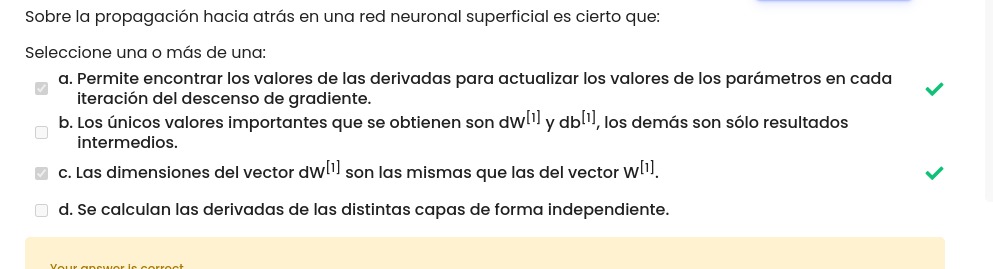 Sobre la propagación hacia atrás en una red neuronal superficial es cierto que:
Seleccione una o más de una:
a. Permite encontrar los valores de las derivadas para actualizar los valores de los parámetros en cada
iteración del descenso de gradiente.
b. Los únicos valores importantes que se obtienen son dW[1] y db[1], los demás son sólo resultados
intermedios.
c. Las dimensiones del vector dW[1] son las mismas que las del vector W[1].
d. Se calculan las derivadas de las distintas capas de forma independiente.
Your answer is correct